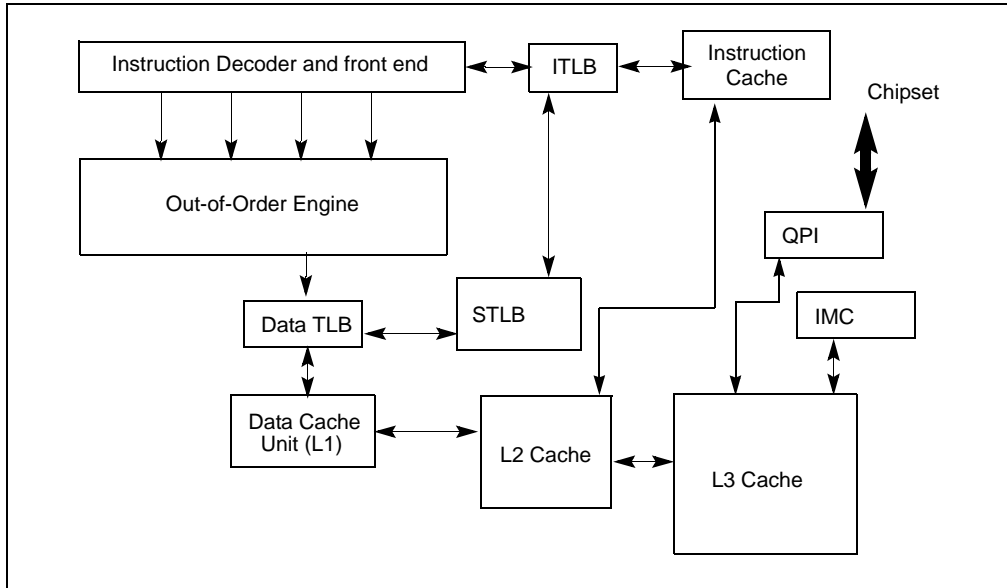 Instruction Decoder and front end
ITLB
Instruction
Cache
Chipset
Out-of-Order Engine
QPI
STLB
IMC
Data TLB
Data Cache
Unit (L1)
L2 Cache
L3 Cache